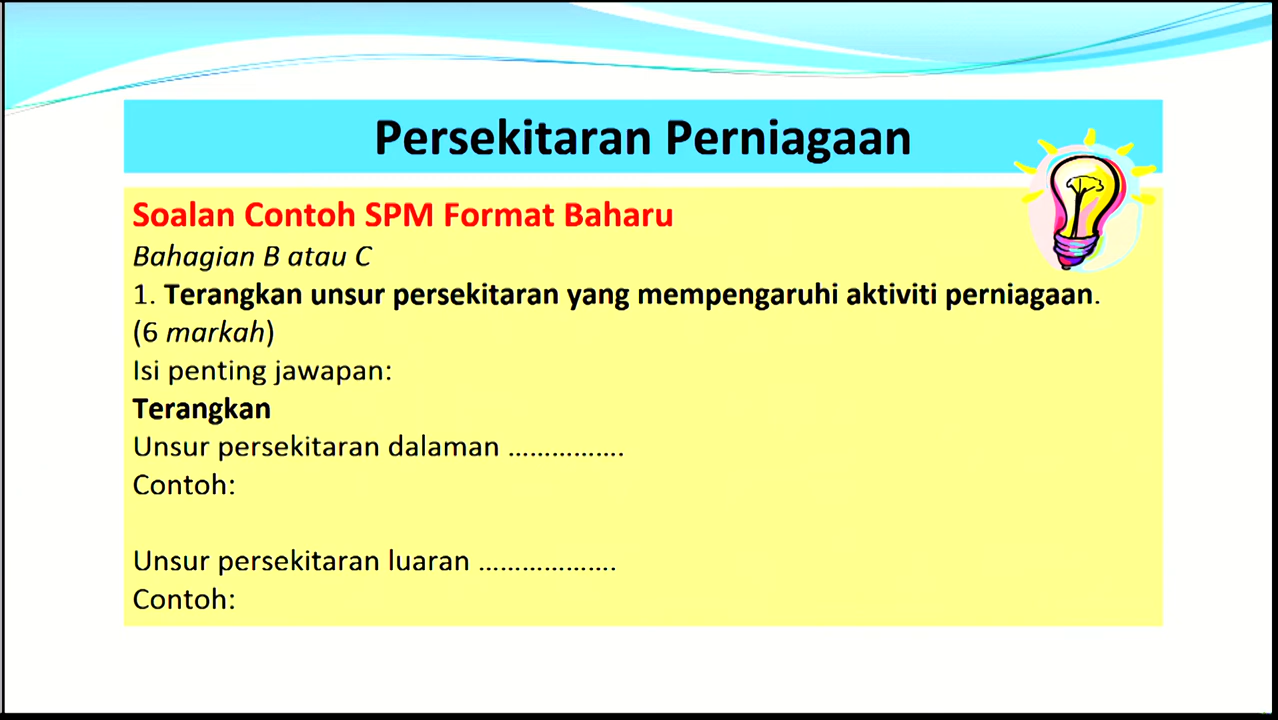 Persekitaran Perniagaan
Soalan Contoh SPM Format Baharu
Bahagian B atau C
1. Terangkan unsur persekitaran yang mempengaruhi aktiviti perniagaan.
(6 markah)
Isi penting jawapan:
Terangkan
Unsur persekitaran dalaman ................
Contoh:
Unsur persekitaran luaran ...................
Contoh: